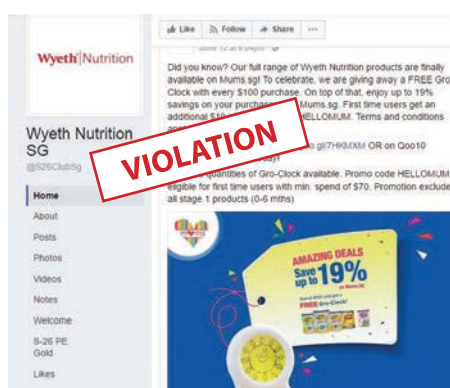 Like Follow Share ...
Wyeth Nutrition
Did you know? Our full range of Wyeth Nutrition products are finally
available on Mums.sg! To celebrate, we are giving away a FREE Gro
Clock with every $100 purchase. On top of that, enjoy up to 19%
savings on your Mums.sg. First time users get an
additional HELLOMUM. Terms and conditions
gl/7HKMXM OR on Qoo10
quantities of Gro-Clock available. Promo code HELLOMUM
eligible for first time users with min. spend of $70. Promotion exclude
all stage 1 products (0-6 mths)
VIOLATION
Wyeth Nutrition
SG
@S26ClubSg
Home
About
Posts
Photos
Videos
Notes
Welcome
S-26 PE
Gold
Likes
AMAZING DEALS
Save
up to 19%
on Mums.SG
FREE Gro-Clock!